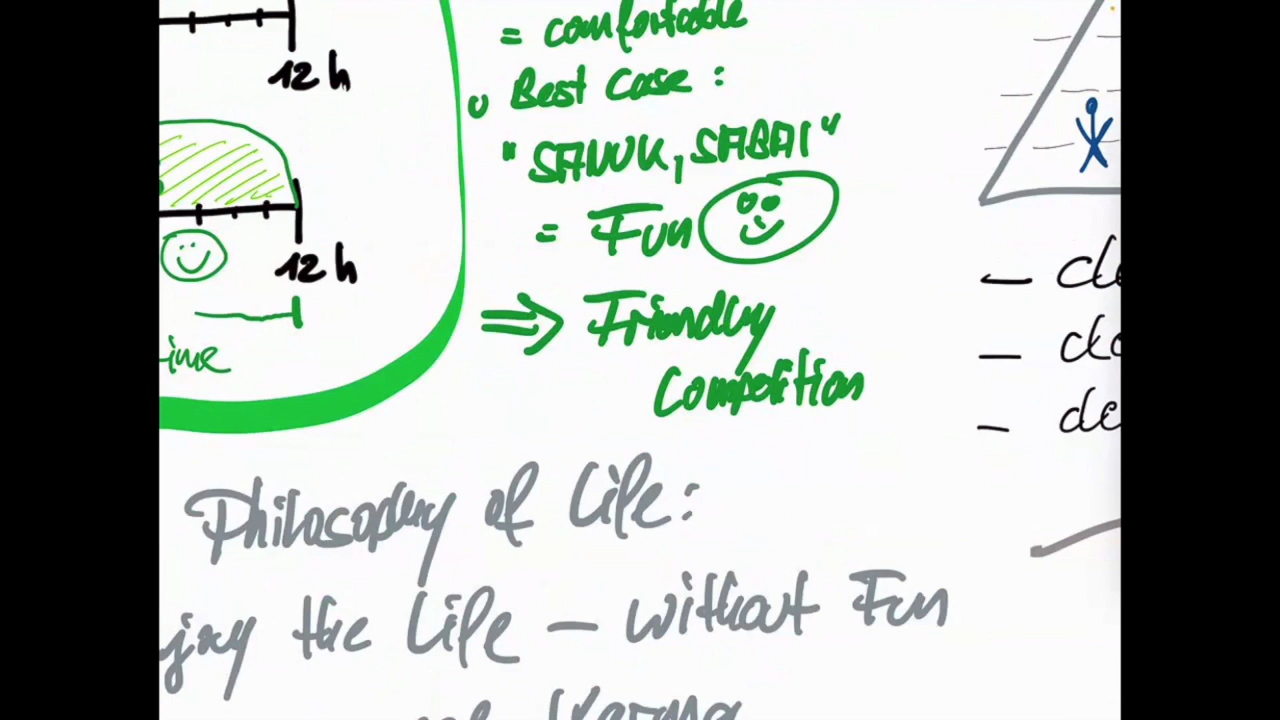 12 h
12 h
= comfortable
Best Case :
"SANUK, SABAI"
= Fun
⇒ Friendly
Competition
Philosophy of Life:
the Life — without Fun